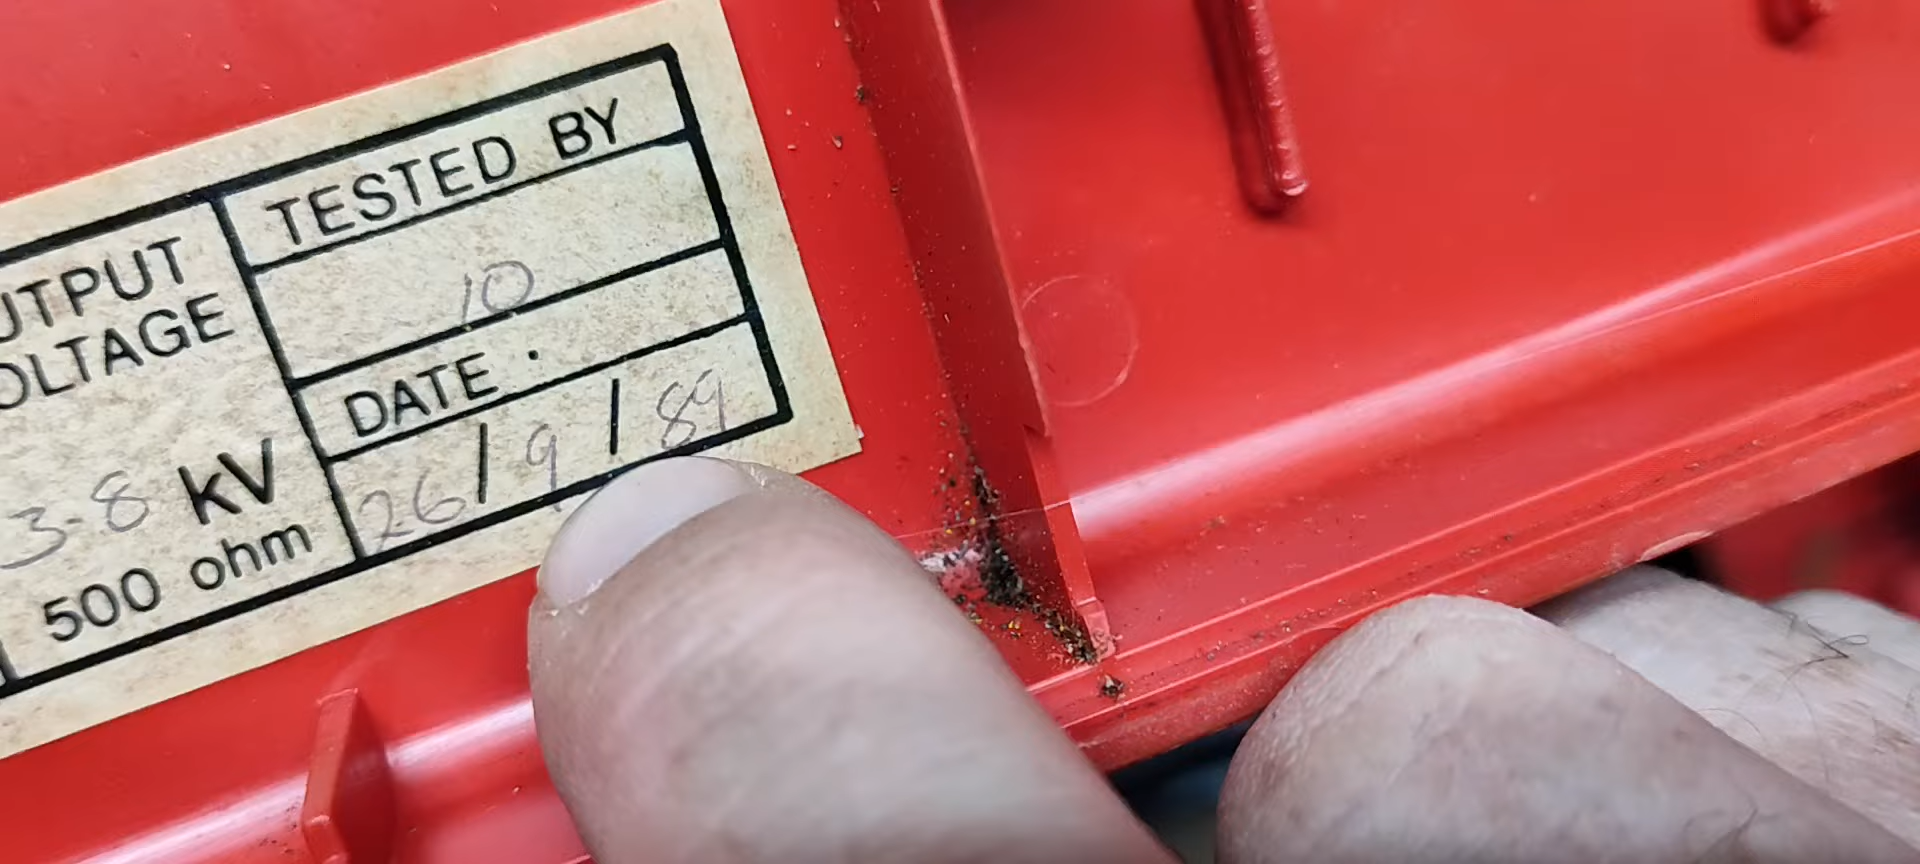 UTPUT
OLTAGE
3.8 kV
500 ohm
TESTED BY
10
DATE :
26/9/89